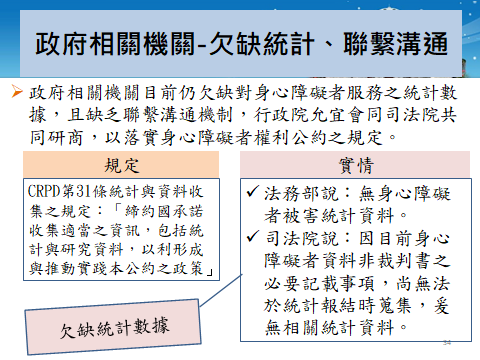 政府相關機關-欠缺統計、聯繫溝通
➢政府相關機關目前仍欠缺對身心障礙者服務之統計數
據，且缺乏聯繫溝通機制，行政院允宜會同司法院共
同研商，以落實身心障礙者權利公約之規定。
規定
CRPD第31條統計與資料收
集之規定：「締約國承諾
收集適當之資訊，包括統
計與研究資料，以利形成
與推動實踐本公約之政策」
實情
✓法務部說：無身心障礙
者被害統計資料。
✓司法院說：因目前身心
障礙者資料非裁判書之
必要記載事項，尚無法
於統計報結時蒐集，爰
無相關統計資料。
欠缺統計數據
54